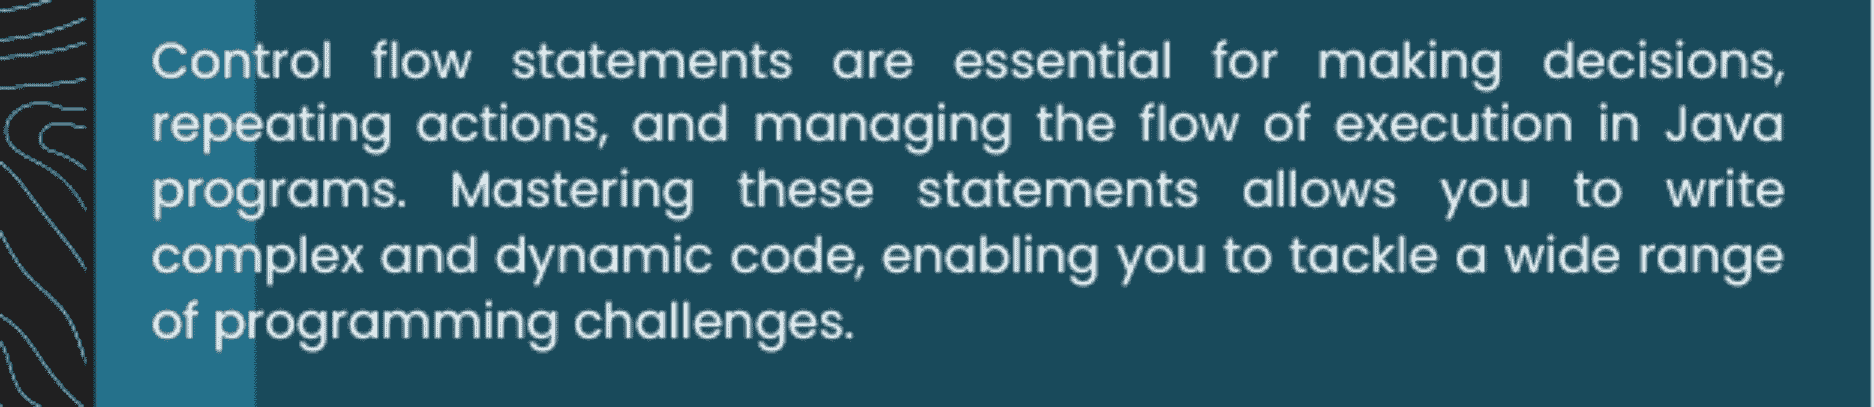 Control flow statements are essential for making decisions,
repeating actions, and managing the flow of execution in Java
programs. Mastering these statements allows you to write
complex and dynamic code, enabling you to tackle a wide range
of programming challenges.